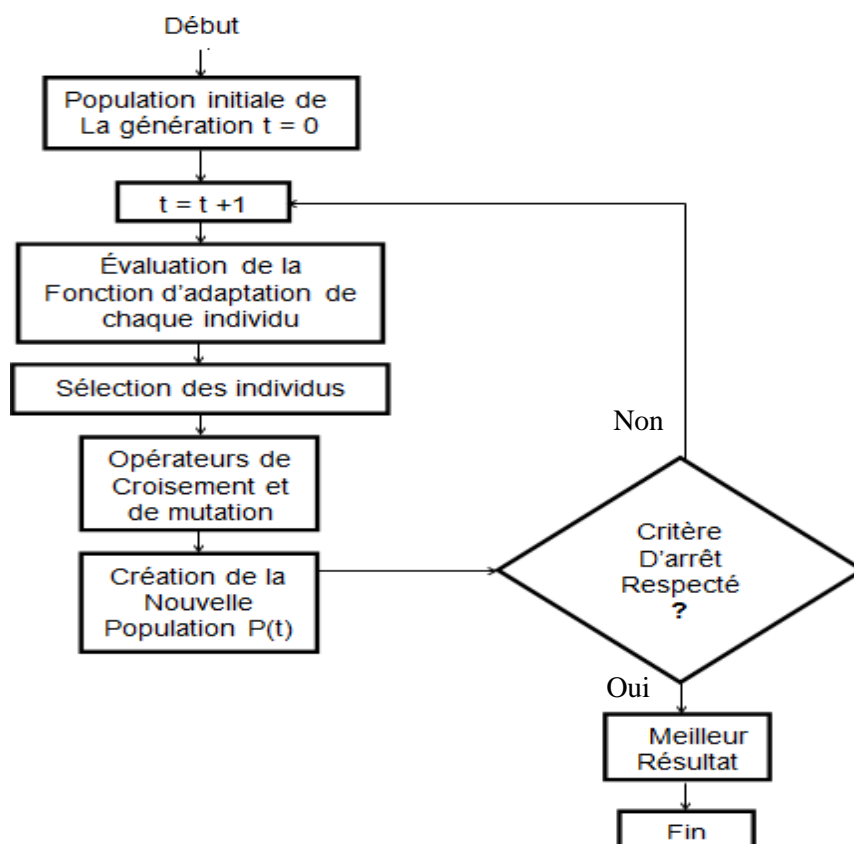 Début
Population initiale de
La génération t = 0
t = t +1
Évaluation de la
Fonction d'adaptation de
chaque individu
Sélection des individus
Opérateurs de
Croisement et
de mutation
Création de la
Nouvelle
Population P(t)
Non
Critère
D'arrêt
Respecté
?
Oui
Meilleur
Résultat
Fin